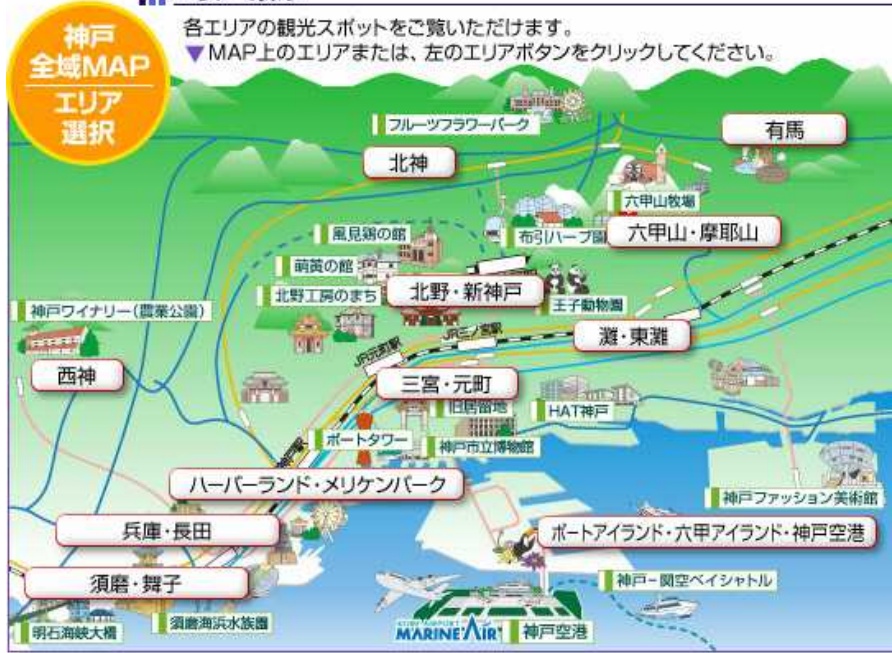 神戸
全域MAP
エリア
選択
各エリアの観光スポットをご覧いただけます。
▼MAP上のエリアまたは、左のエリアボタンをクリックしてください。
フルーツフラワーパーク
有馬
北神
六甲山牧場
風見鶏の館
布引ハーブ園
六甲山・摩耶山
萌黄の館
北野工房のまち
北野・新神戸
王子動物園
神戸ワイナリー(農業公園)
JR三ノ宮駅
灘・東灘
JR元町駅
西神
三宮・元町
旧居留地
HAT神戸
ポートタワー
神戸市立博物館
神戸駅
ハーバーランド・メリケンパーク
神戸ファッション美術館
兵庫・長田
ポートアイランド・六甲アイランド・神戸空港
須磨・舞子
神戸-関空ベイシャトル
明石海峡大橋
須磨海浜水族園
KOBE AIRPORT
MARINE AIR
神戸空港